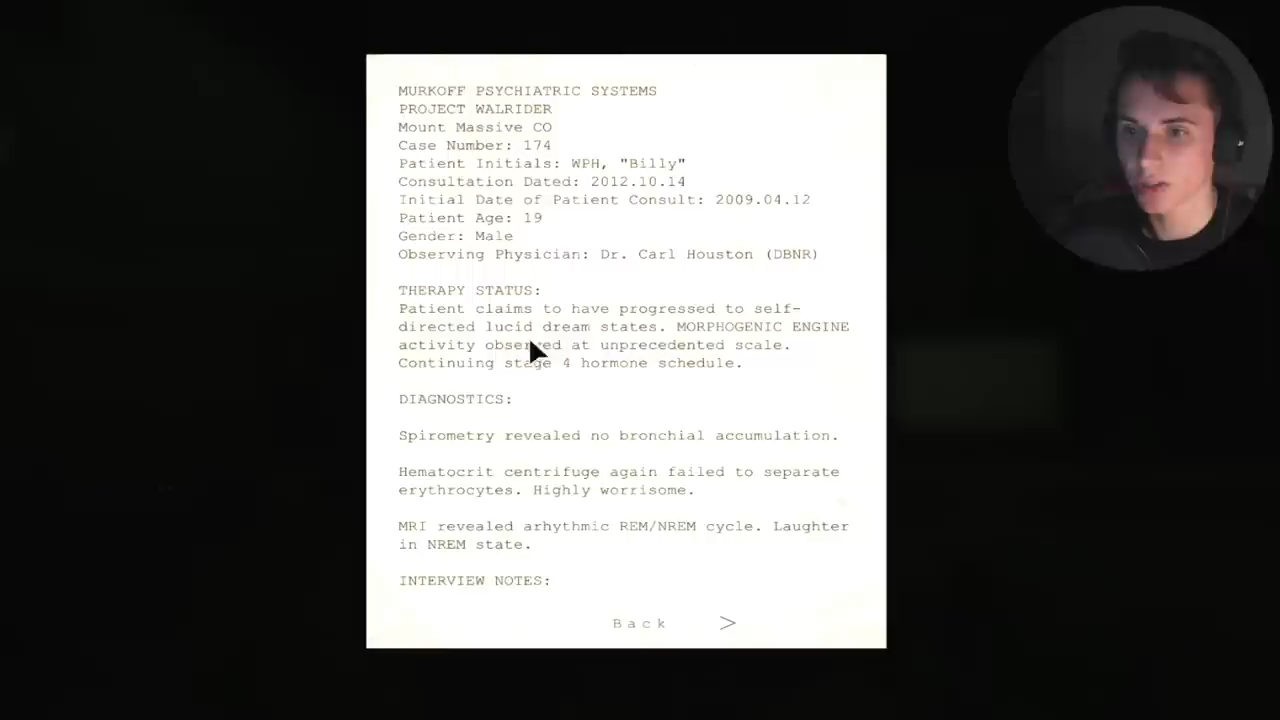 MURKOFF PSYCHIATRIC SYSTEMS
PROJECT WALRIDER
Mount Massive CO
Case Number: 174
Patient Initials: WPH, "Billy"
Consultation Dated: 2012.10.14
Initial Date of Patient Consult: 2009.04.12
Patient Age: 19
Gender: Male
Observing Physician: Dr. Carl Houston (DBNR)
THERAPY STATUS:
Patient claims to have progressed to self-
directed lucid dream states. MORPHOGENIC ENGINE
activity observed at unprecedented scale.
Continuing stage 4 hormone schedule.
DIAGNOSTICS:
Spirometry revealed no bronchial accumulation.
Hematocrit centrifuge again failed to separate
erythrocytes. Highly worrisome.
MRI revealed arhythmic REM/NREM cycle. Laughter
in NREM state.
INTERVIEW NOTES:
Back >